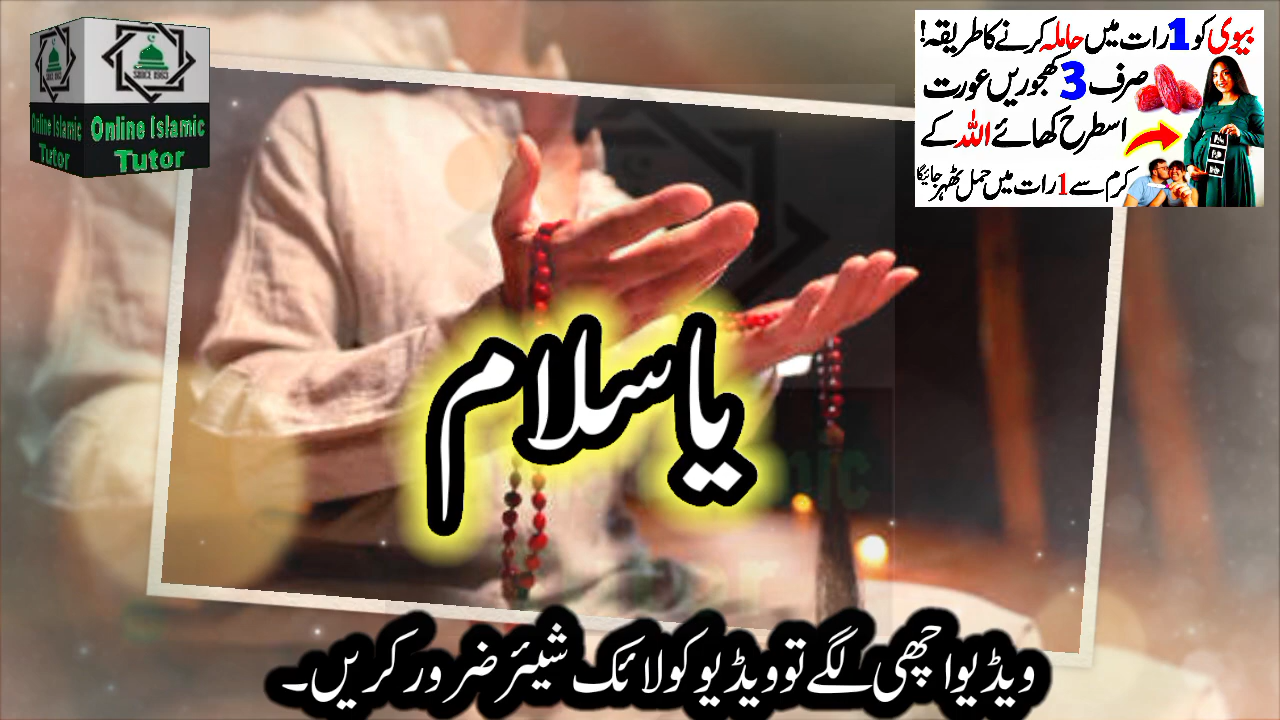 Online Islamic
Tutor
SINCE 1963
Online Islamic
Tutor
بیوی کو 1 رات میں حاملہ کرنے کا طریقہ!
صرف 3 کھجوریں عورت
اسطرح کھائے اللہ کے
کرم سے 1 رات میں حمل ٹھہر جائیگا
یا سلام
ویڈیو اچھی لگے تو ویڈیو کو لائک شیئر ضرور کریں۔